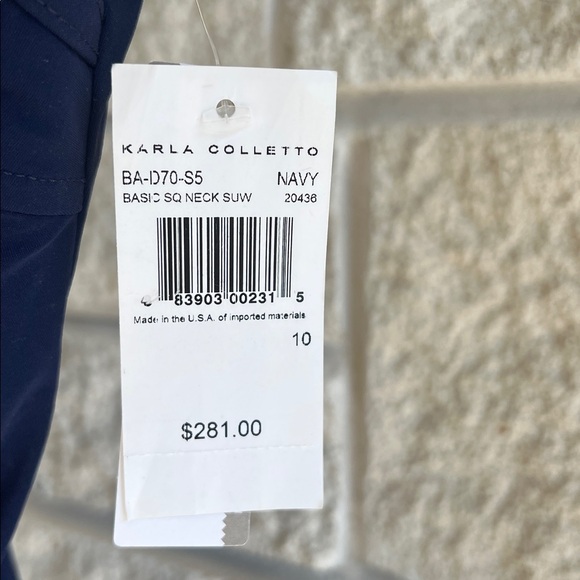 KARLA COLLETTO
BA-D70-S5 NAVY
BASIC SQ NECK SUW 20436
83903 00231 5
Made in the U.S.A. of imported materials
10
$281.00